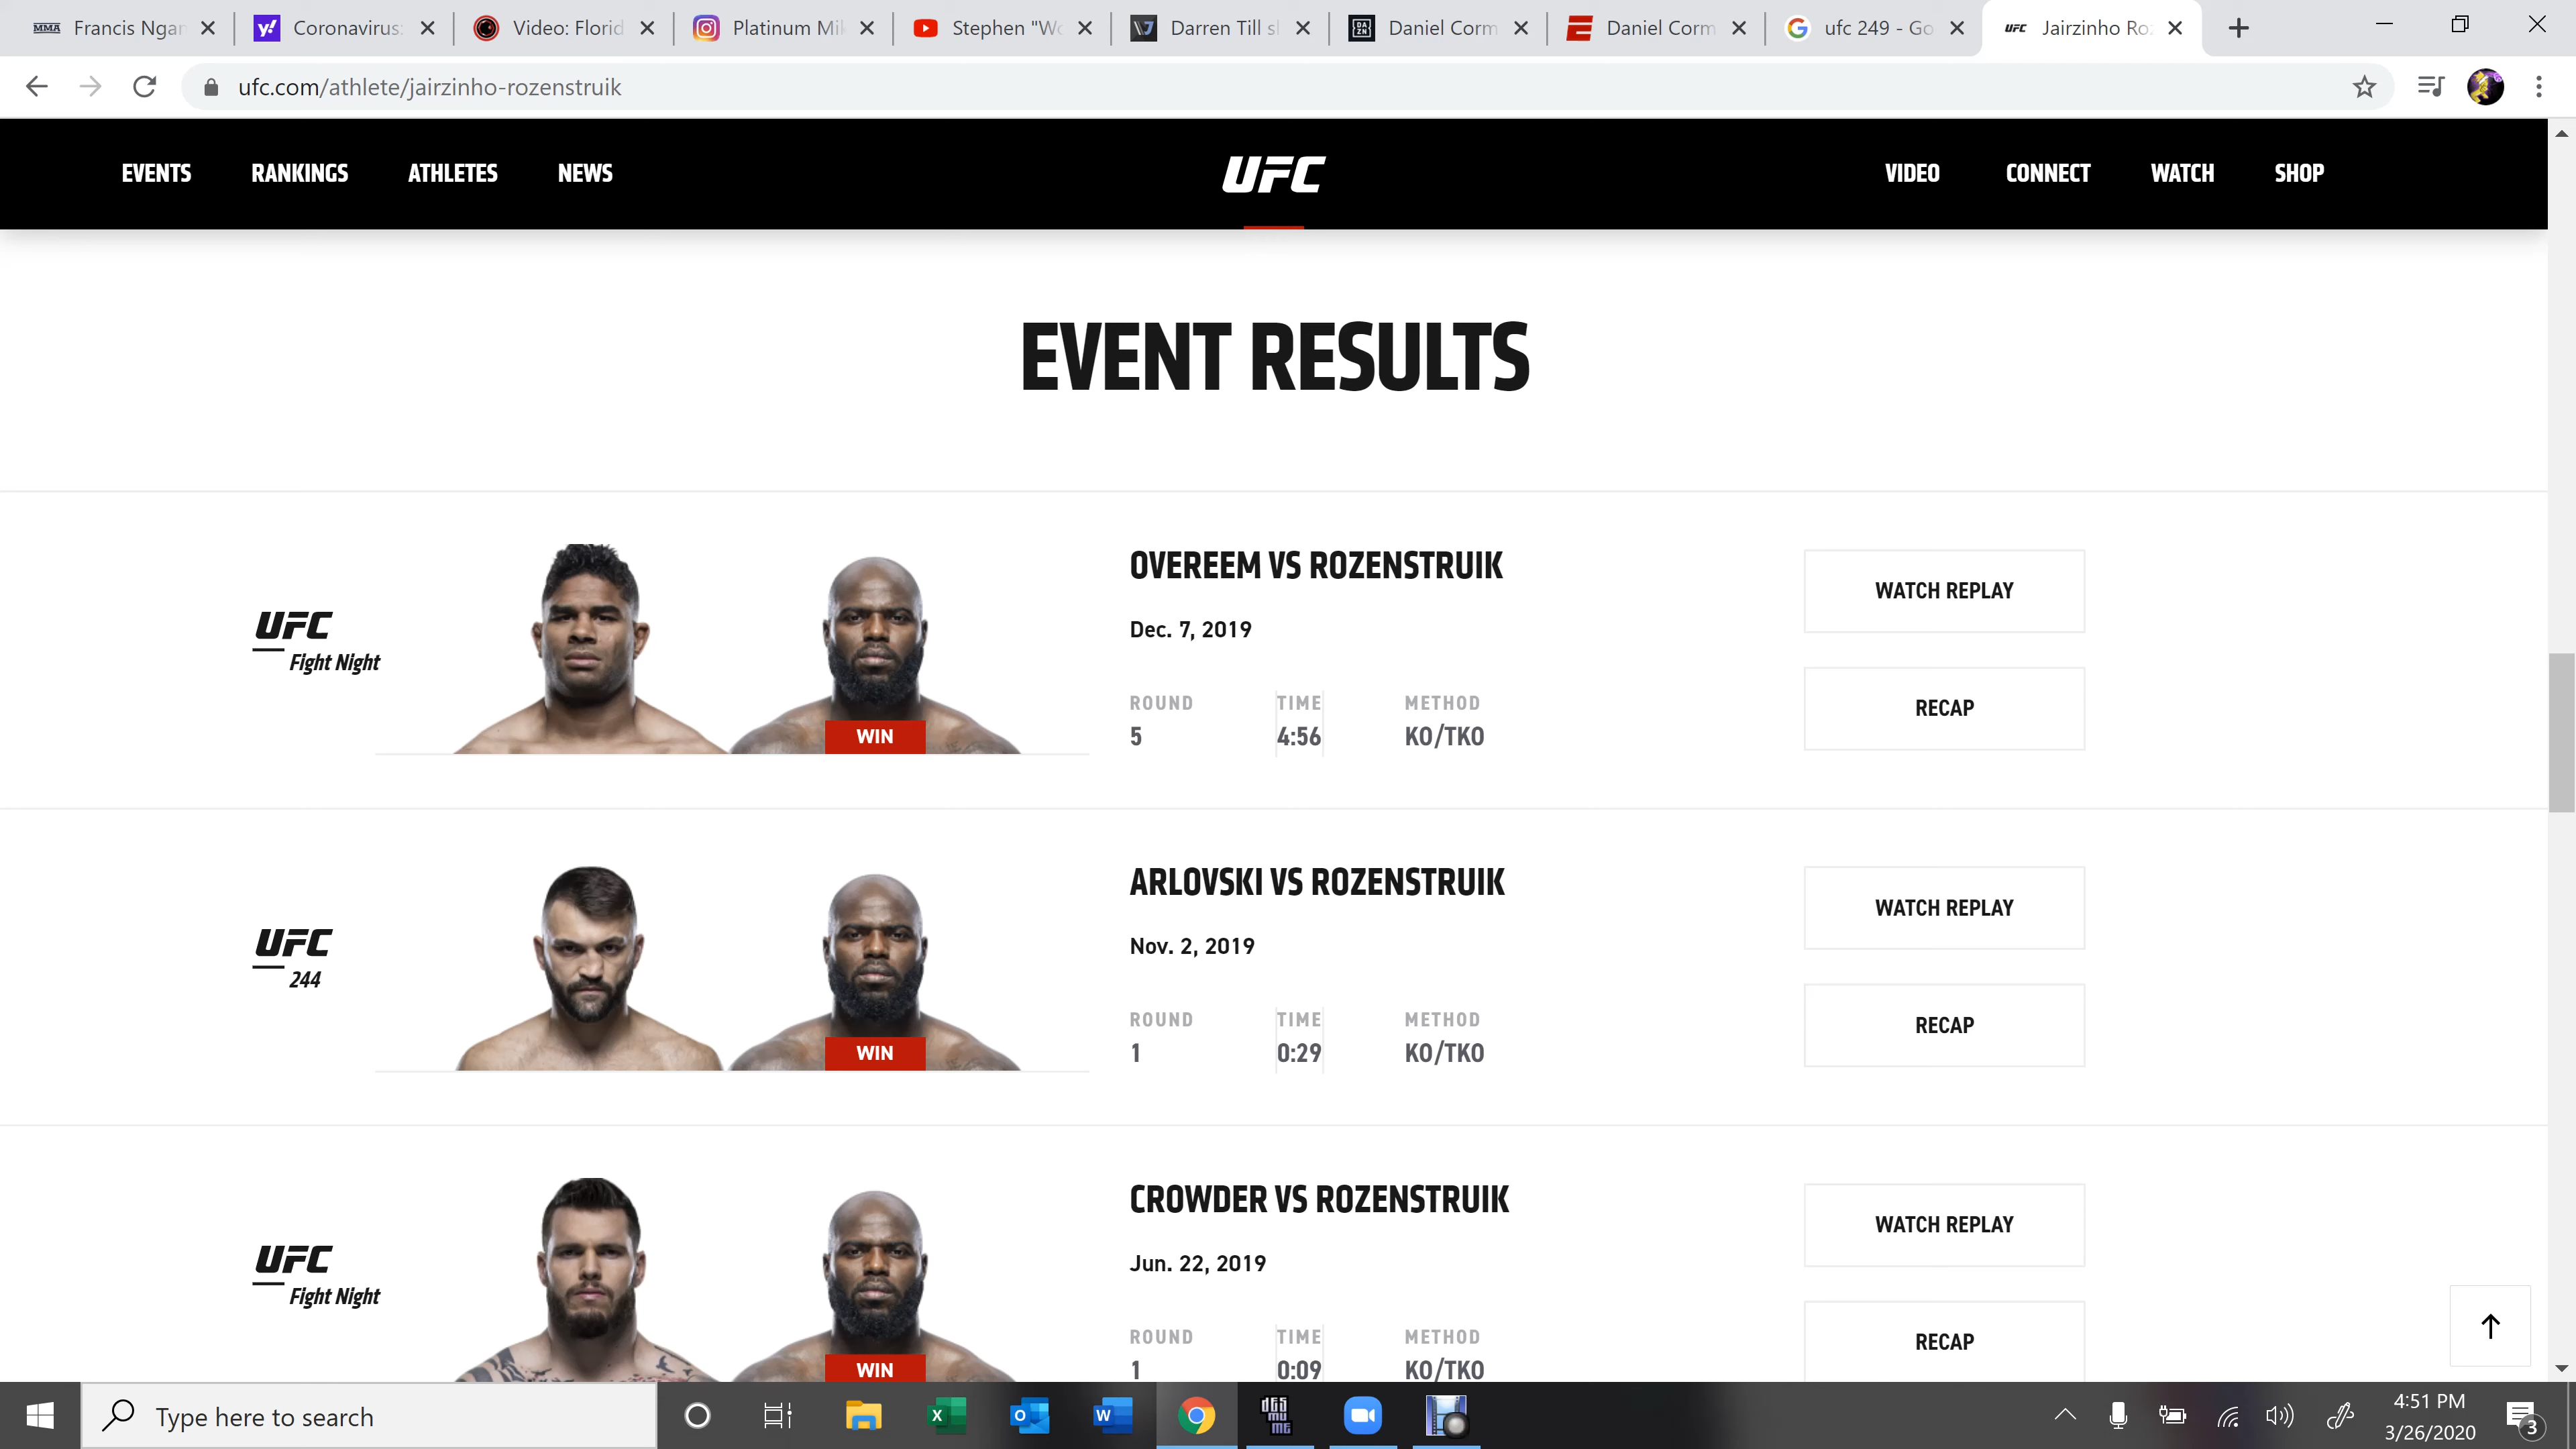 Francis Ngan
Coronavirus:
Video: Florid
Platinum Mik
Stephen "Wo
Darren Till sl
Daniel Corm
Daniel Corm
ufc 249 - Go
Jairzinho Ro
ufc.com/athlete/jairzinho-rozenstruik
EVENTS RANKINGS ATHLETES NEWS UFC VIDEO CONNECT WATCH SHOP
EVENT RESULTS
UFC
Fight Night
WIN
OVEREEM VS ROZENSTRUIK
Dec. 7, 2019
ROUND TIME METHOD
5 4:56 KO/TKO
WATCH REPLAY
RECAP
UFC
244
WIN
ARLOVSKI VS ROZENSTRUIK
Nov. 2, 2019
ROUND TIME METHOD
1 0:29 KO/TKO
WATCH REPLAY
RECAP
UFC
Fight Night
WIN
CROWDER VS ROZENSTRUIK
Jun. 22, 2019
ROUND TIME METHOD
1 0:09 KO/TKO
WATCH REPLAY
RECAP
Type here to search
4:51 PM
3/26/2020
3